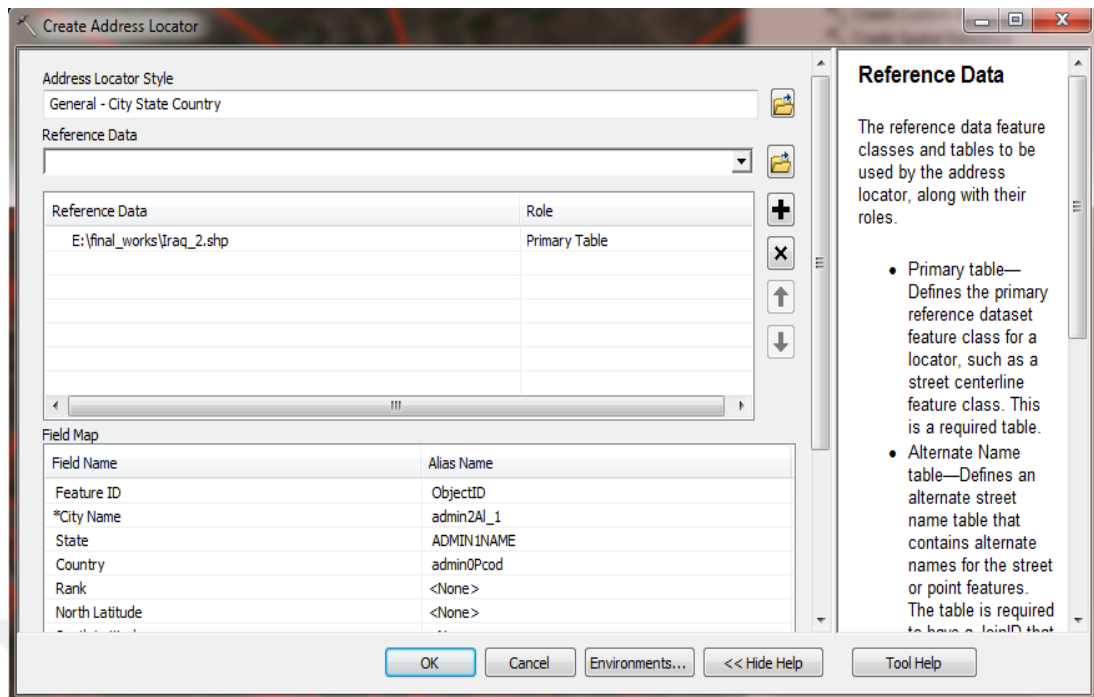 Create Address Locator
Address Locator Style
General - City State Country
Reference Data
Reference Data Role
E:\final_works\Iraq_2.shp Primary Table
Field Map
Field Name Alias Name
Feature ID ObjectID
*City Name admin2Al_1
State ADMIN1NAME
Country admin0Pcod
Rank <None>
North Latitude <None>
OK Cancel Environments... << Hide Help Tool Help
Reference Data
The reference data feature
classes and tables to be
used by the address
locator, along with their
roles.
• Primary table—
Defines the primary
reference dataset
feature class for a
locator, such as a
street centerline
feature class. This
is a required table.
• Alternate Name
table—Defines an
alternate street
name table that
contains alternate
names for the street
or point features.
The table is required
to have a JoinID that